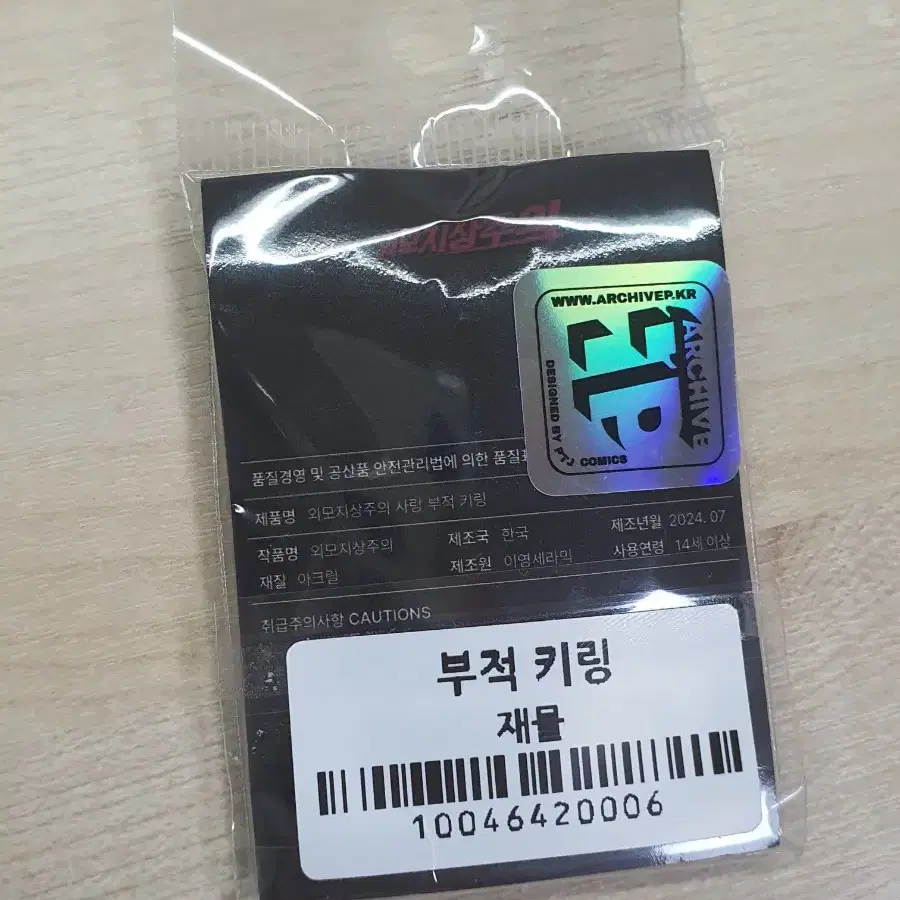 외모지상주의
WWW.ARCHIVEP.KR
ARCHIVE
DESIGNED BY PTJ COMICS
품질경영 및 공산품 안전관리법에 의한
제품명 외모지상주의 사랑 부적 키링
작품명 외모지상주의 제조국 한국 제조년월 2024. 07
재질 아크릴 제조원 이영세라믹 사용연령 14세 이상
취급주의사항 CAUTIONS
부적 키링
재물
10046420006